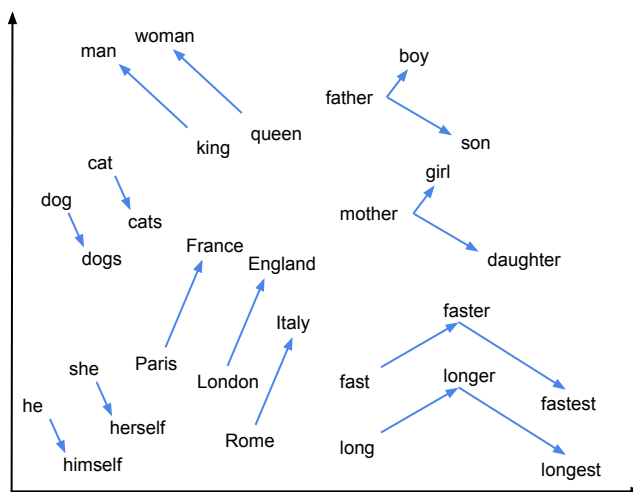 woman
man
boy
father
queen
king
son
cat
girl
dog
mother
cats
France
dogs
England
daughter
faster
Italy
Paris
she
longer
London
fast
fastest
he
herself
Rome
long
himself
longest